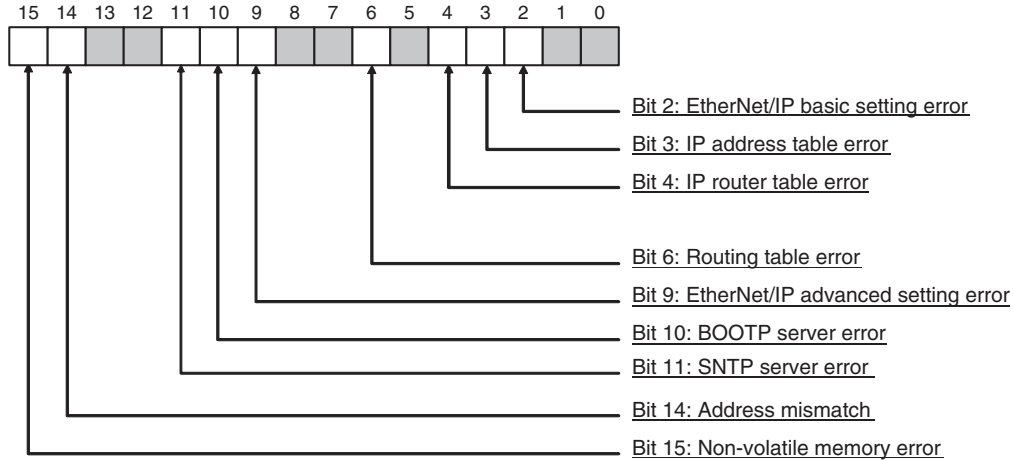 15 14 13 12 11 10 9 8 7 6 5 4 3 2 1 0
Bit 2: EtherNet/IP basic setting error
Bit 3: IP address table error
Bit 4: IP router table error
Bit 6: Routing table error
Bit 9: EtherNet/IP advanced setting error
Bit 10: BOOTP server error
Bit 11: SNTP server error
Bit 14: Address mismatch
Bit 15: Non-volatile memory error